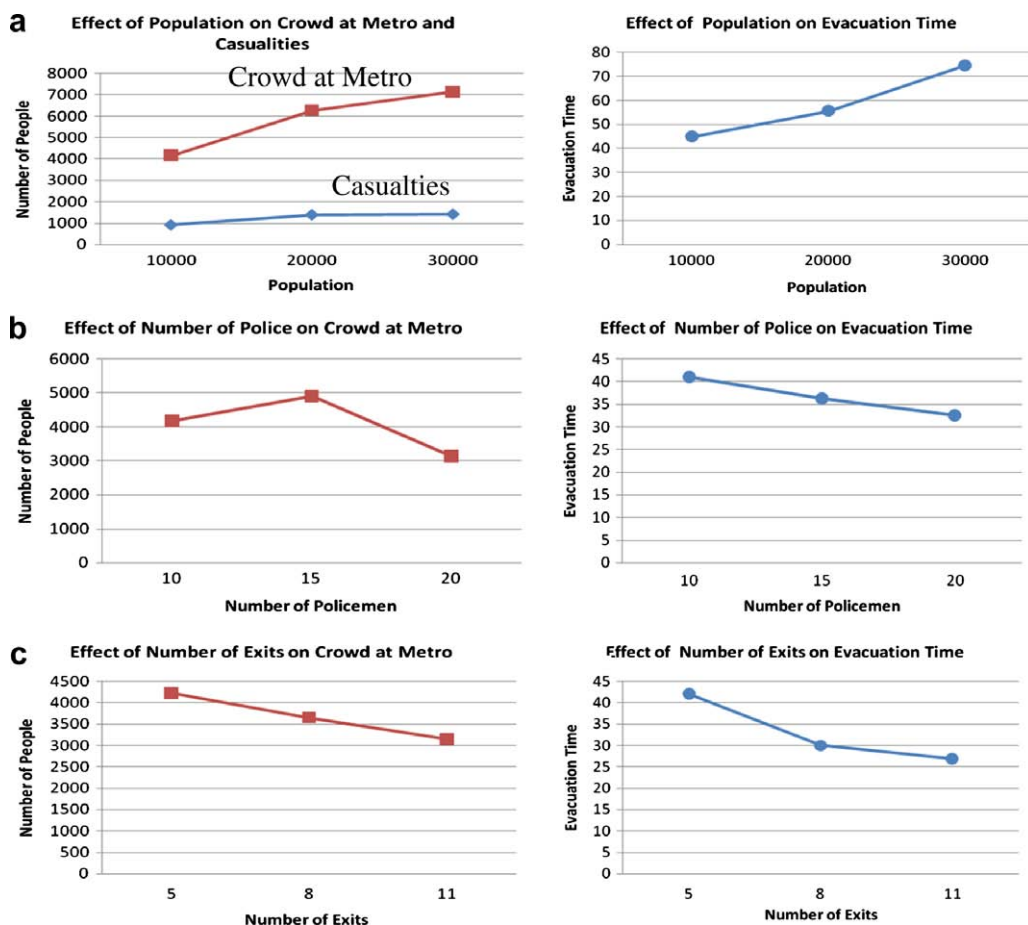 a
Effect of Population on Crowd at Metro and
Casualities
8000
7000
6000
5000
4000
3000
2000
1000
0
Number of People
Crowd at Metro
Casualties
10000 20000 30000
Population
Effect of Population on Evacuation Time
80
70
60
50
40
30
20
10
0
Evacuation Time
10000 20000 30000
Population
b
Effect of Number of Police on Crowd at Metro
6000
5000
4000
3000
2000
1000
0
Number of People
10 15 20
Number of Policemen
Effect of Number of Police on Evacuation Time
45
40
35
30
25
20
15
10
5
0
Evacuation Time
10 15 20
Number of Policemen
c
Effect of Number of Exits on Crowd at Metro
4500
4000
3500
3000
2500
2000
1500
1000
500
0
Number of People
5 8 11
Number of Exits
Effect of Number of Exits on Evacuation Time
45
40
35
30
25
20
15
10
5
0
Evacuation Time
5 8 11
Number of Exits